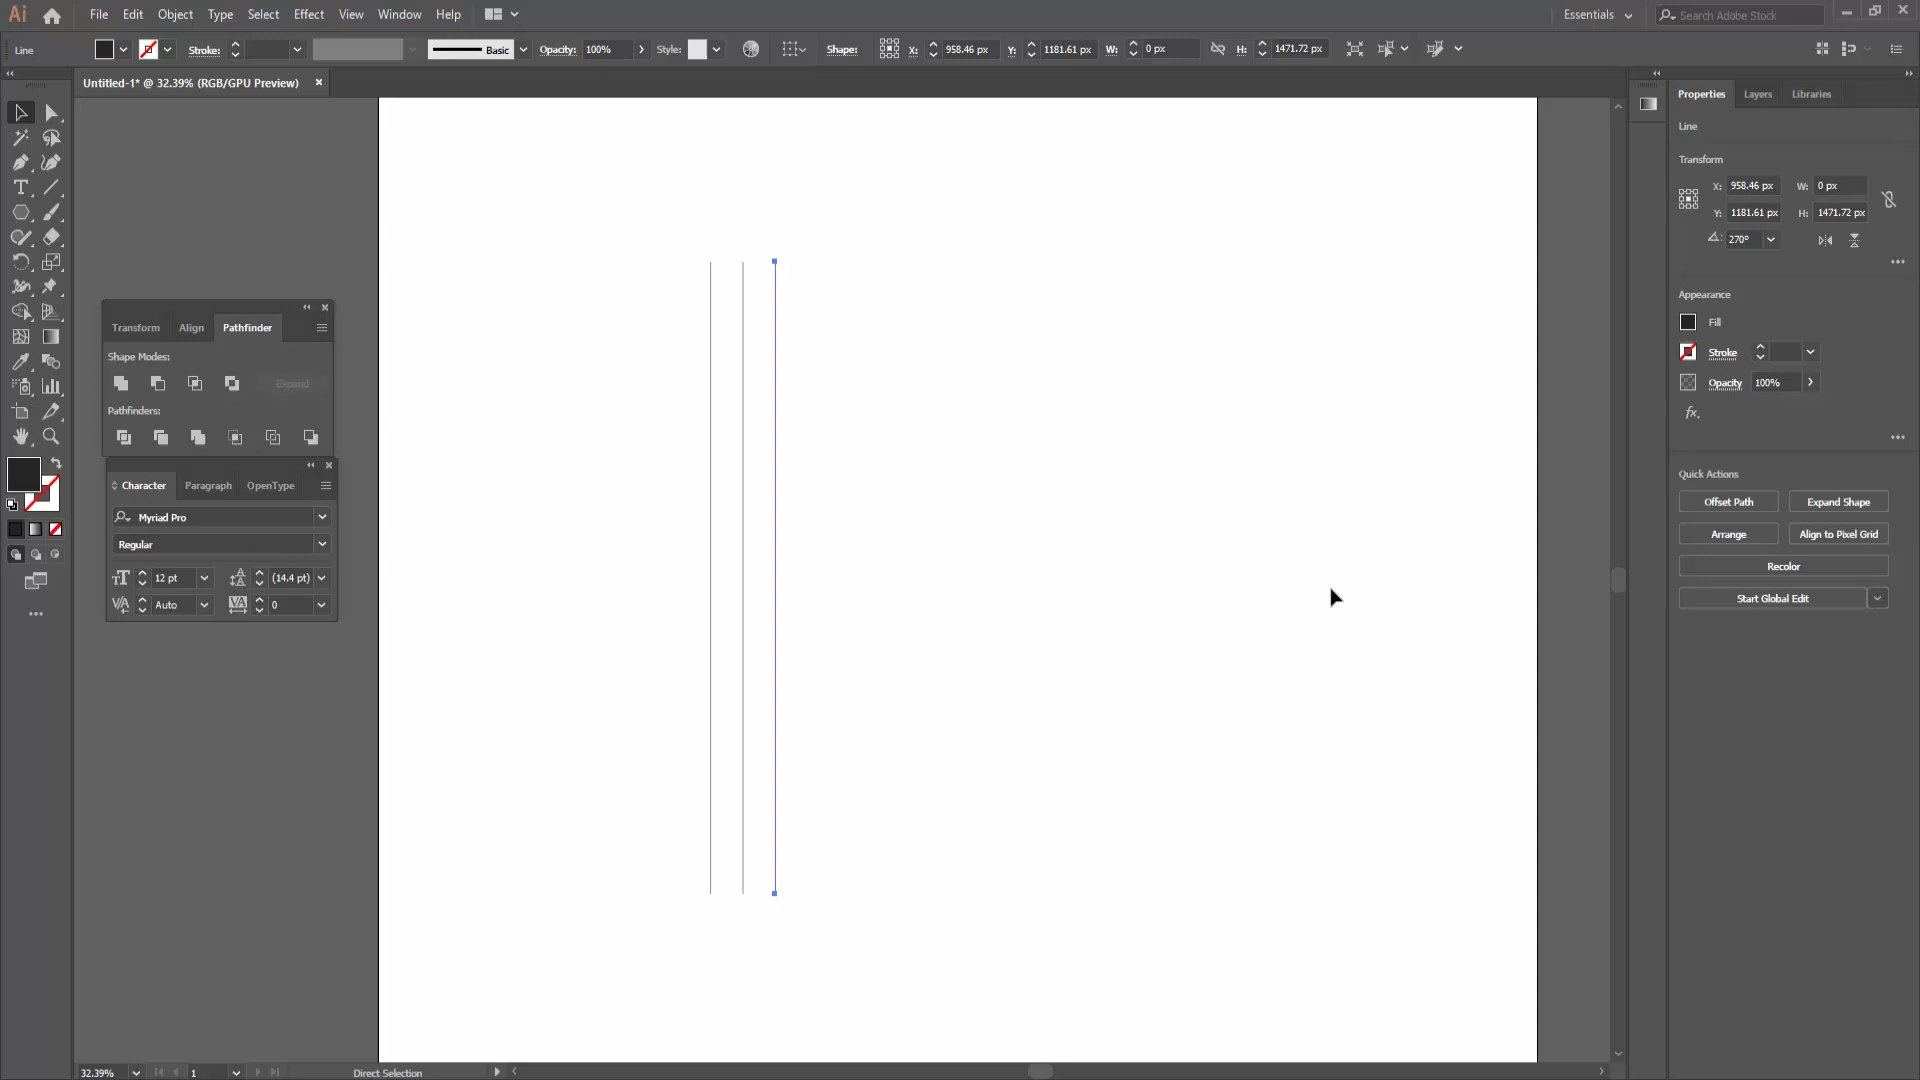 Ai File Edit Object Type Select Effect View Window Help Essentials Search Adobe Stock
Line Stroke: Basic Opacity: 100% Style: Shape: X: 958.46 px Y: 1181.61 px W: 0 px H: 1471.72 px
Untitled-1* @ 32.39% (RGB/GPU Preview)
Properties Layers Libraries
Line
Transform
X: 958.46 px W: 0 px
Y: 1181.61 px H: 1471.72 px
270°
Appearance
Fill
Stroke
Opacity 100%
fx.
Quick Actions
Offset Path Expand Shape
Arrange Align to Pixel Grid
Recolor
Start Global Edit
Transform Align Pathfinder
Shape Modes:
Expand
Pathfinders:
Character Paragraph OpenType
Myriad Pro
Regular
12 pt (14.4 pt)
Auto 0
32.39% 1 Direct Selection